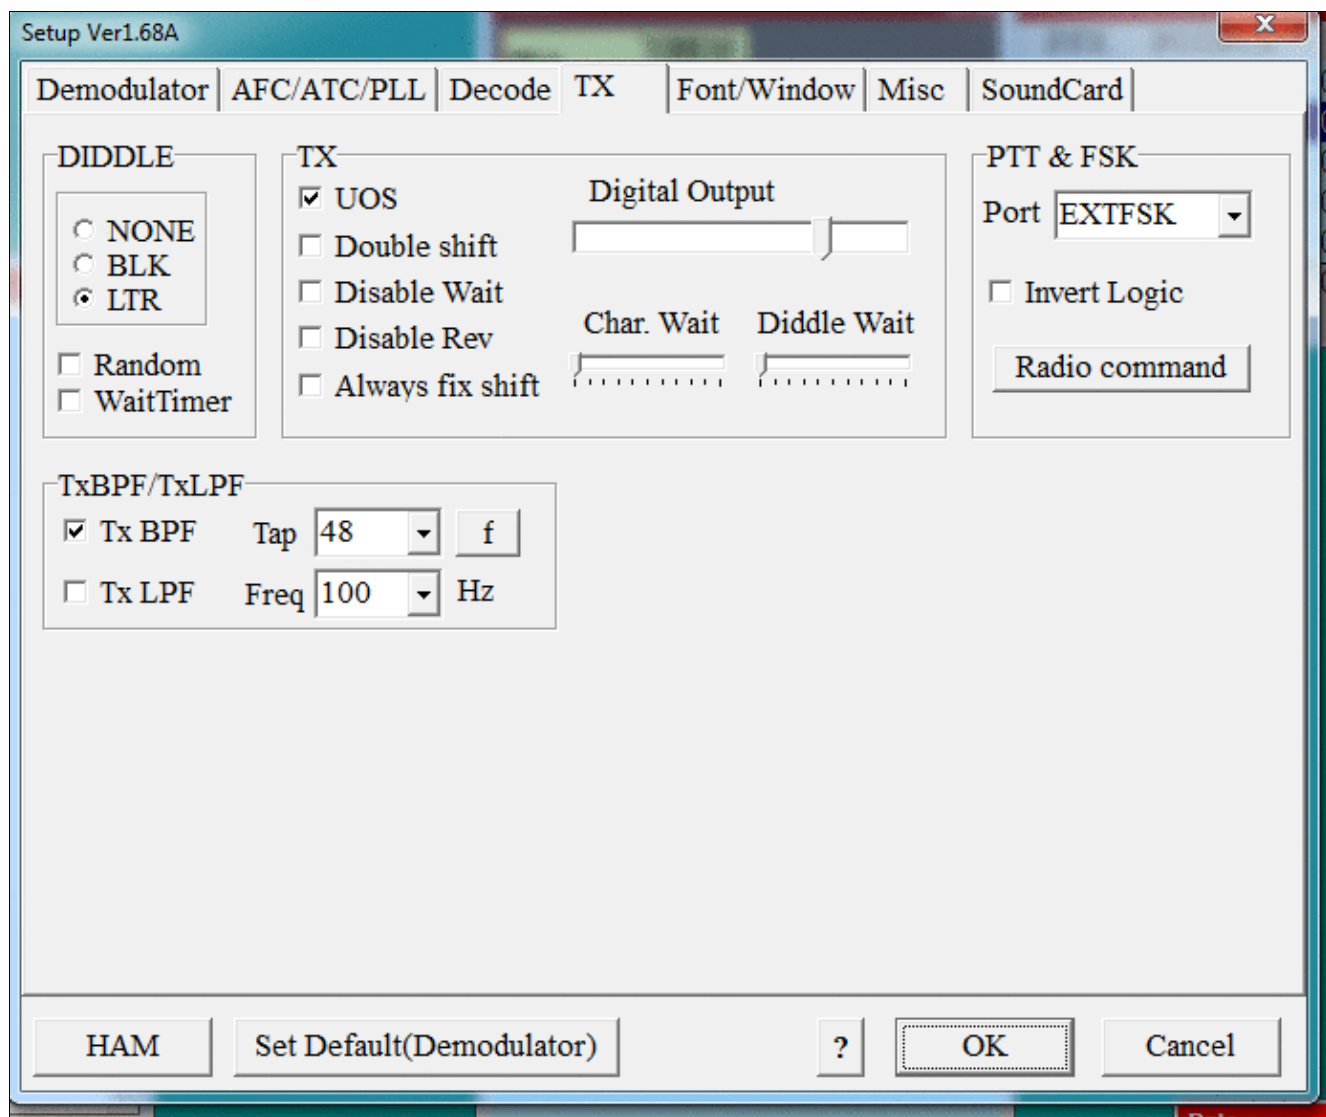 Setup Ver1.68A
X
Demodulator AFC/ATC/PLL Decode TX Font/Window Misc SoundCard
DIDDLE
NONE
BLK
LTR
Random
WaitTimer
TX
UOS
Double shift
Disable Wait
Disable Rev
Always fix shift
Digital Output
Char. Wait Diddle Wait
PTT & FSK
Port EXTFSK
Invert Logic
Radio command
TxBPF/TxLPF
Tx BPF Tap 48 f
Tx LPF Freq 100 Hz
HAM Set Default(Demodulator) ? OK Cancel